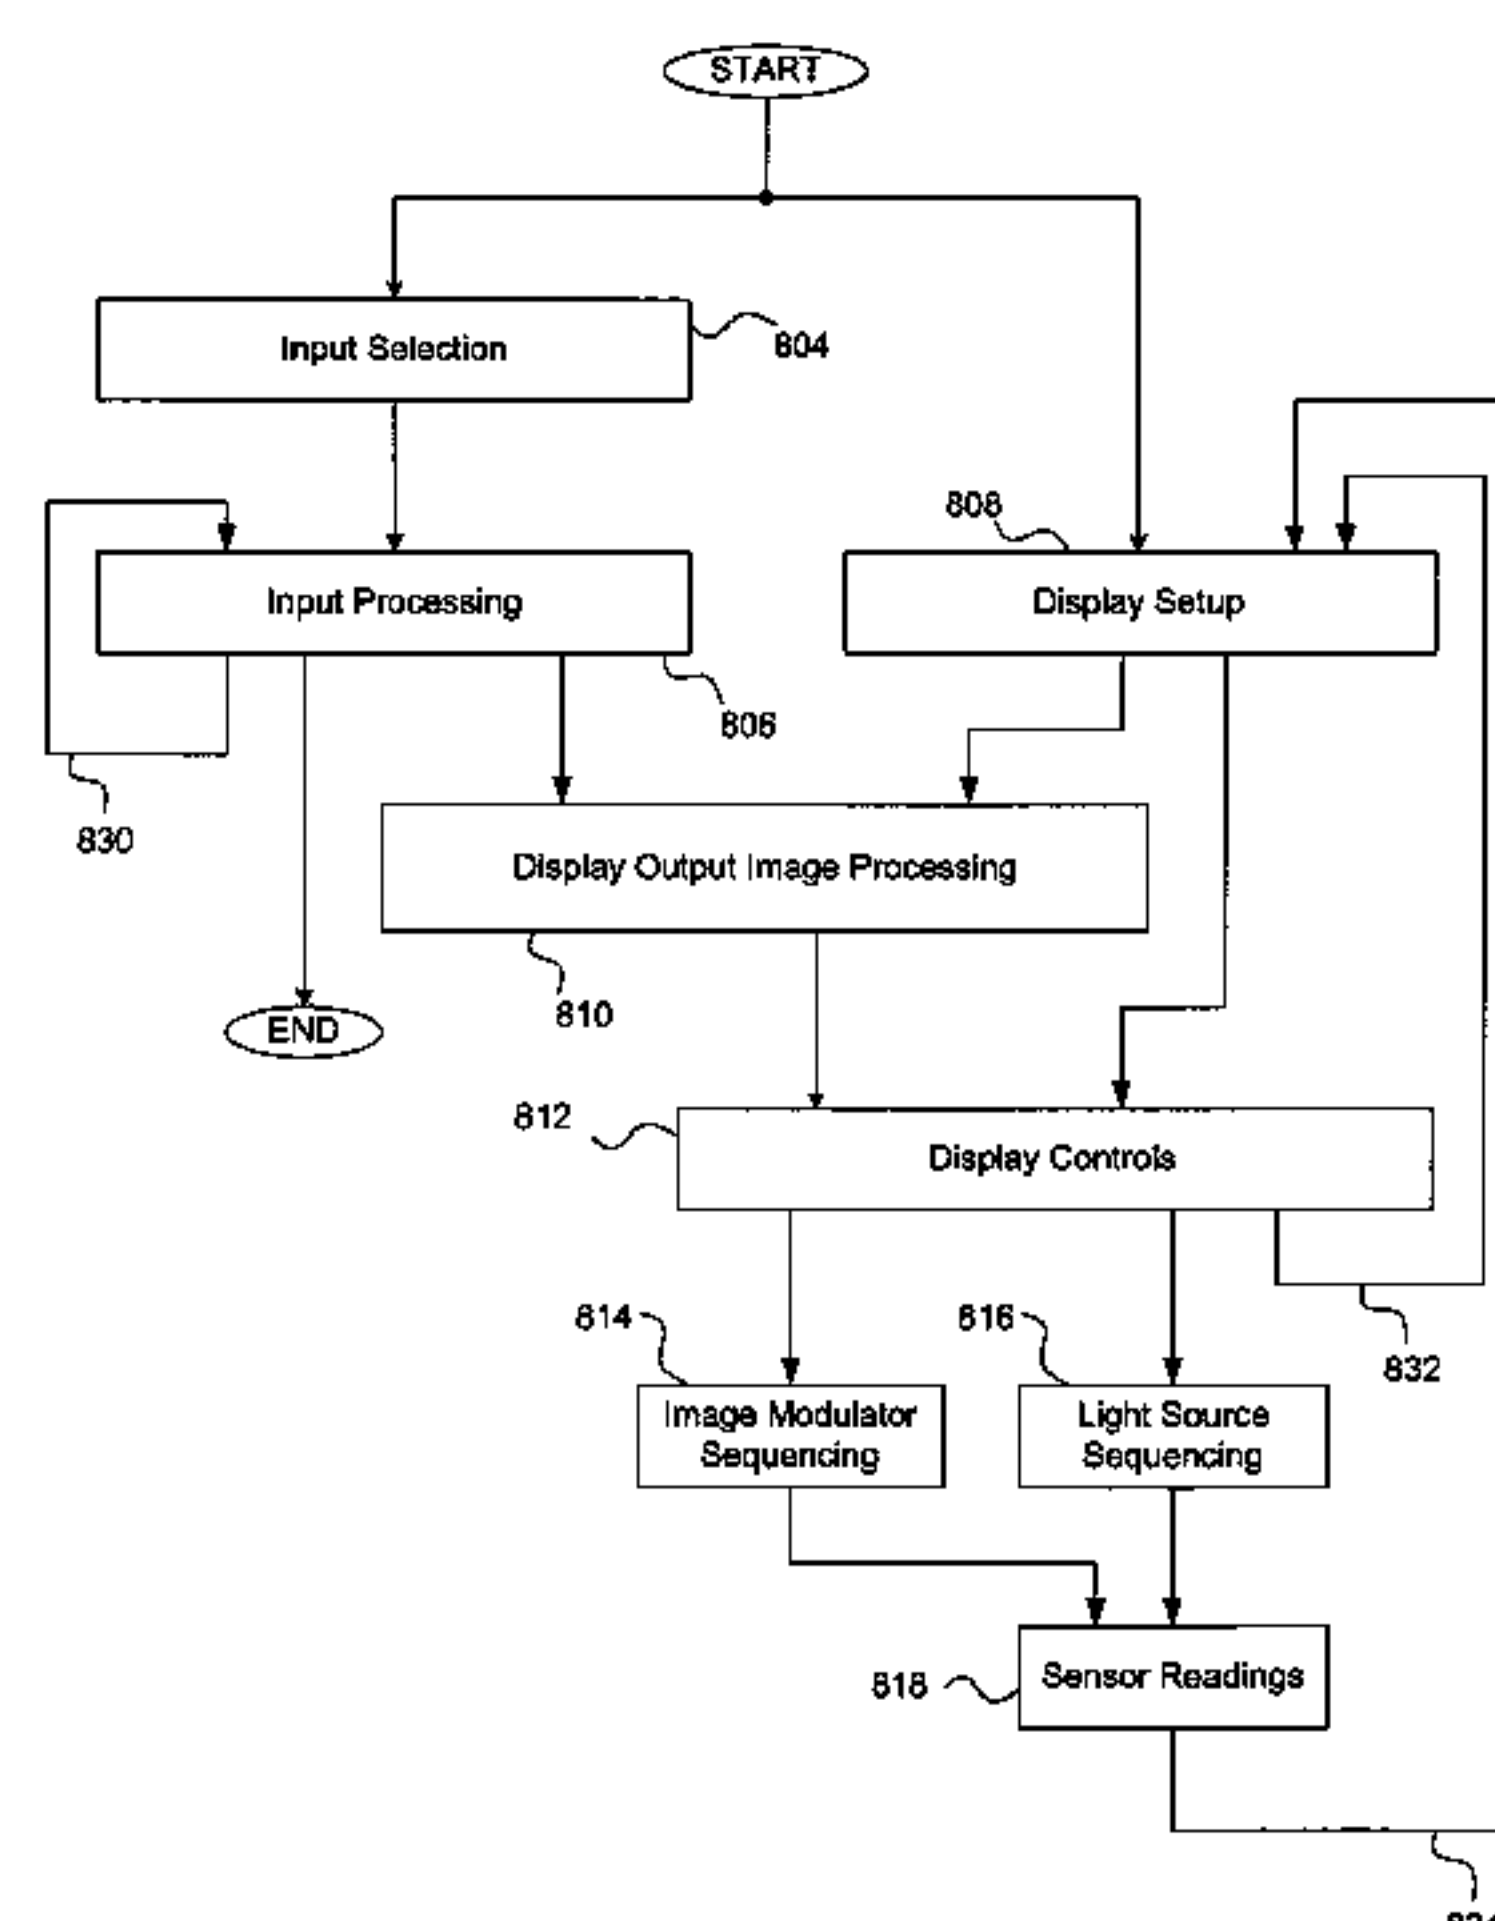 START
Input Selection
804
808
Input Processing
Display Setup
806
830
Display Output Image Processing
810
END
812
Display Controls
814
816
832
Image Modulator
Sequencing
Light Source
Sequencing
818
Sensor Readings